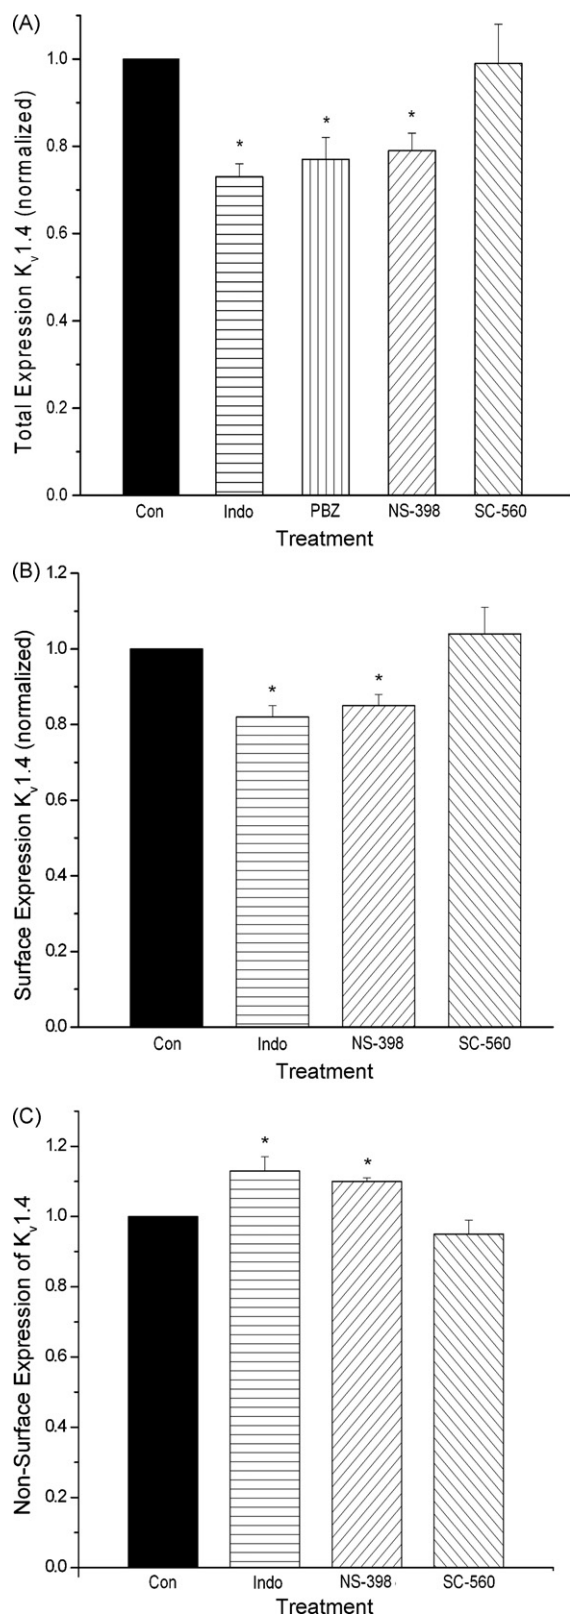 (A)
Total Expression Kv1.4 (normalized)
1.0
0.8
0.6
0.4
0.2
0.0
*
*
*
Con Indo PBZ NS-398 SC-560
Treatment
(B)
Surface Expression Kv1.4 (normalized)
1.2
1.0
0.8
0.6
0.4
0.2
0.0
*
*
Con Indo NS-398 SC-560
Treatment
(C)
Non-Surface Expression of Kv1.4
1.2
1.0
0.8
0.6
0.4
0.2
0.0
*
*
Con Indo NS-398 SC-560
Treatment